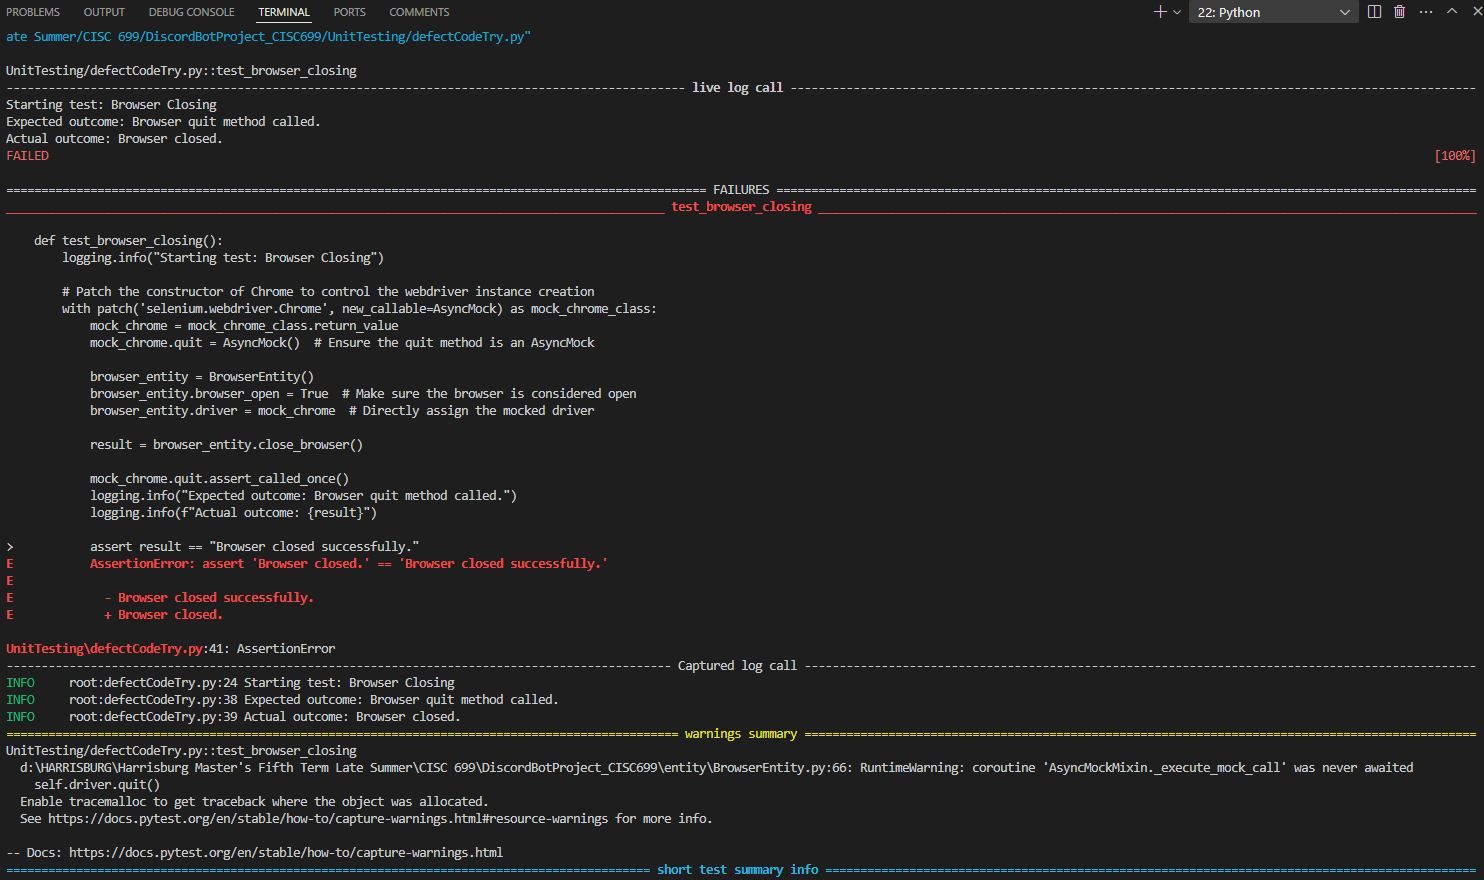 PROBLEMS OUTPUT DEBUG CONSOLE TERMINAL PORTS COMMENTS 22: Python
ate Summer/CISC 699/DiscordBotProject_CISC699/UnitTesting/defectCodeTry.py"
UnitTesting/defectCodeTry.py::test_browser_closing
live log call
Starting test: Browser Closing
Expected outcome: Browser quit method called.
Actual outcome: Browser closed.
FAILED [100%]
FAILURES
test_browser_closing
def test_browser_closing():
logging.info("Starting test: Browser Closing")
# Patch the constructor of Chrome to control the webdriver instance creation
with patch('selenium.webdriver.Chrome', new_callable=AsyncMock) as mock_chrome_class:
mock_chrome = mock_chrome_class.return_value
mock_chrome.quit = AsyncMock()  # Ensure the quit method is an AsyncMock
browser_entity = BrowserEntity()
browser_entity.browser_open = True  # Make sure the browser is considered open
browser_entity.driver = mock_chrome  # Directly assign the mocked driver
result = browser_entity.close_browser()
mock_chrome.quit.assert_called_once()
logging.info("Expected outcome: Browser quit method called.")
logging.info(f"Actual outcome: {result}")
> assert result == "Browser closed successfully."
E AssertionError: assert 'Browser closed.' == 'Browser closed successfully.'
E
E - Browser closed successfully.
E + Browser closed.
UnitTesting\defectCodeTry.py:41: AssertionError
Captured log call
INFO root:defectCodeTry.py:24 Starting test: Browser Closing
INFO root:defectCodeTry.py:38 Expected outcome: Browser quit method called.
INFO root:defectCodeTry.py:39 Actual outcome: Browser closed.
warnings summary
UnitTesting/defectCodeTry.py::test_browser_closing
d:\HARRISBURG\Harrisburg Master's Fifth Term Late Summer\CISC 699\DiscordBotProject_CISC699\entity\BrowserEntity.py:66: RuntimeWarning: coroutine 'AsyncMockMixin._execute_mock_call' was never awaited
self.driver.quit()
Enable tracemalloc to get traceback where the object was allocated.
See https://docs.pytest.org/en/stable/how-to/capture-warnings.html#resource-warnings for more info.
-- Docs: https://docs.pytest.org/en/stable/how-to/capture-warnings.html
short test summary info